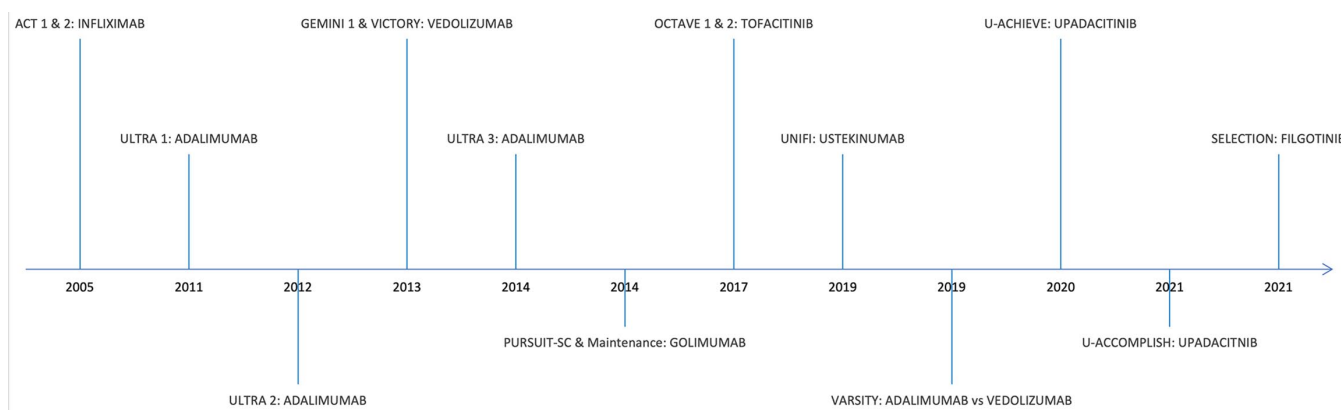 ACT 1 & 2: INFLIXIMAB
GEMINI 1 & VICTORY: VEDOLIZUMAB
OCTAVE 1 & 2: TOFACITINIB
U-ACHIEVE: UPADACITINIB
ULTRA 1: ADALIMUMAB
ULTRA 3: ADALIMUMAB
UNIFI: USTEKINUMAB
SELECTION: FILGOTINIB
2005
2011
2012
2013
2014
2014
2017
2019
2019
2020
2021
2021
PURSUIT-SC & Maintenance: GOLIMUMAB
U-ACCOMPLISH: UPADACITNIB
ULTRA 2: ADALIMUMAB
VARSITY: ADALIMUMAB vs VEDOLIZUMAB